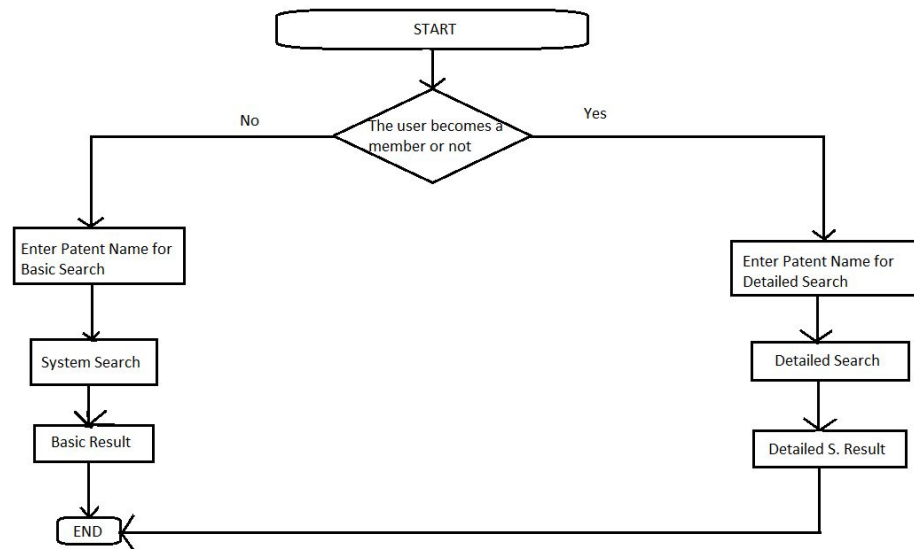 START
No
Yes
The user becomes a
member or not
Enter Patent Name for
Basic Search
Enter Patent Name for
Detailed Search
System Search
Detailed Search
Basic Result
Detailed S. Result
END